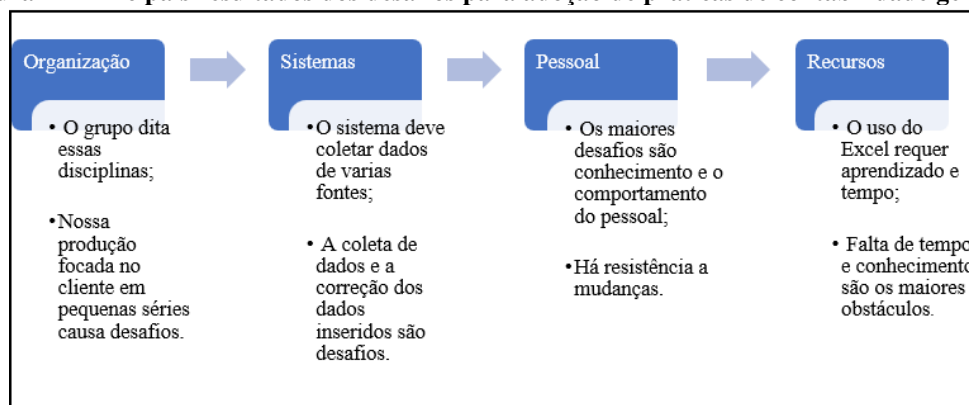 Organização
• O grupo dita
essas
disciplinas;
•Nossa
produção
focada no
cliente em
pequenas séries
causa desafios.
Sistemas
•O sistema deve
coletar dados
de varias
fontes;
• A coleta de
dados e a
correção dos
dados
inseridos são
desafios.
Pessoal
• Os maiores
desafios são
conhecimento e o
comportamento
do pessoal;
•Há resistência a
mudanças.
Recursos
• O uso do
Excel requer
aprendizado e
tempo;
• Falta de tempo
e conhecimento
são os maiores
obstáculos.